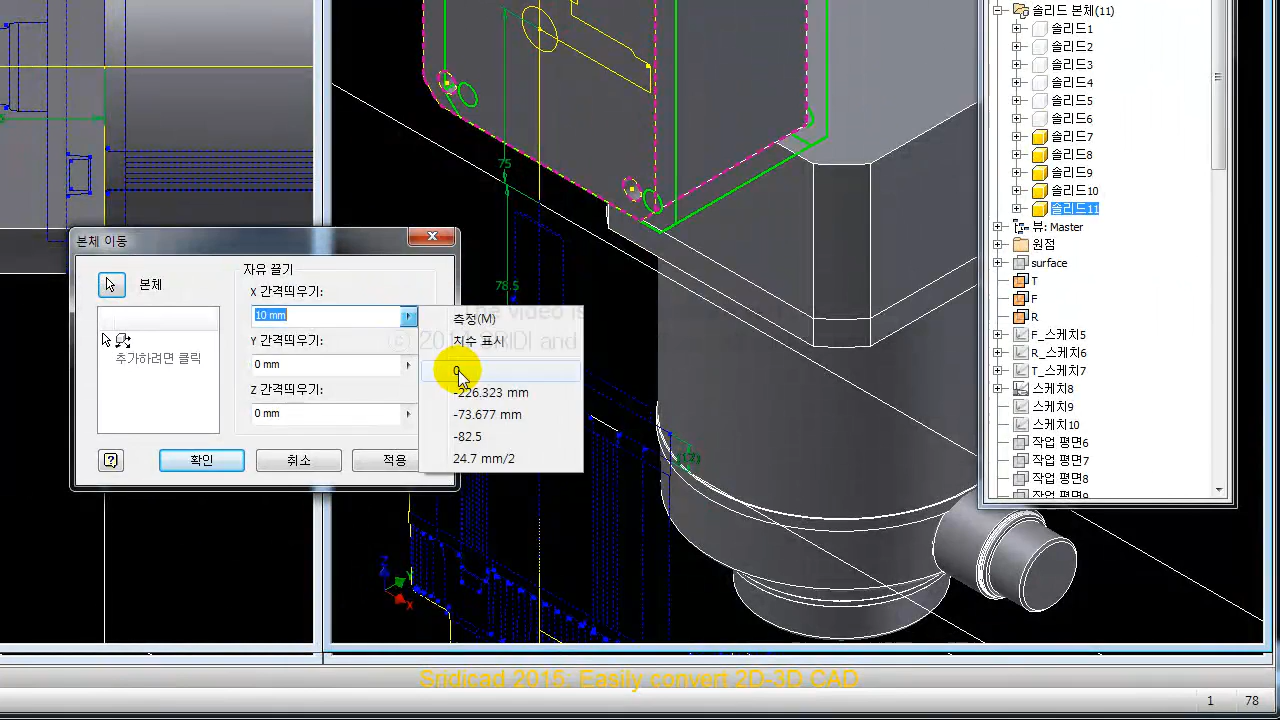 솔리드 본체(11)
솔리드1
솔리드2
솔리드3
솔리드4
솔리드5
솔리드6
솔리드7
솔리드8
솔리드9
솔리드10
솔리드11
뷰: Master
원점
surface
T
F
R
F_스케치5
R_스케치6
T_스케치7
스케치8
스케치9
스케치10
작업 평면6
작업 평면7
작업 평면8
75
78.5
본체 이동
본체
자유 끌기
X 간격띄우기:
10 mm
Y 간격띄우기:
0 mm
Z 간격띄우기:
0 mm
추가하려면 클릭
확인
취소
적용
측정(M)
치수 표시
0
-226.323 mm
-73.677 mm
-82.5
24.7 mm/2
The video is
© 2014 SRIDI and
Z
Y
X
Sridicad 2015: Easily convert 2D-3D CAD
1
78